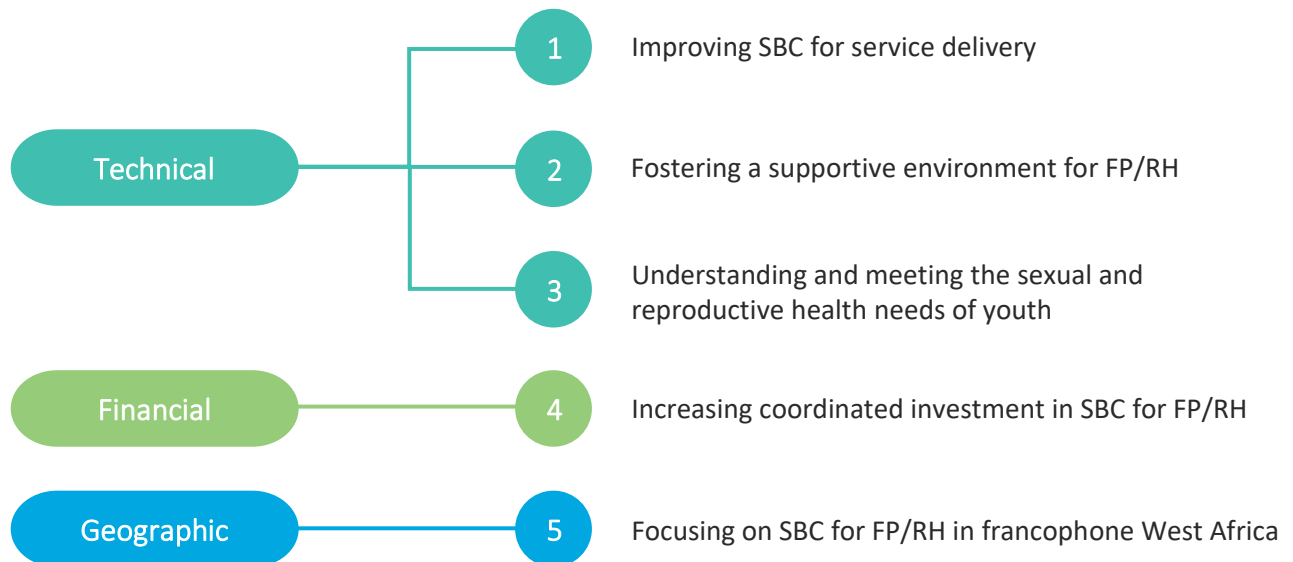 1 Improving SBC for service delivery
Technical
2 Fostering a supportive environment for FP/RH
3 Understanding and meeting the sexual and
reproductive health needs of youth
Financial
4 Increasing coordinated investment in SBC for FP/RH
Geographic
5 Focusing on SBC for FP/RH in francophone West Africa